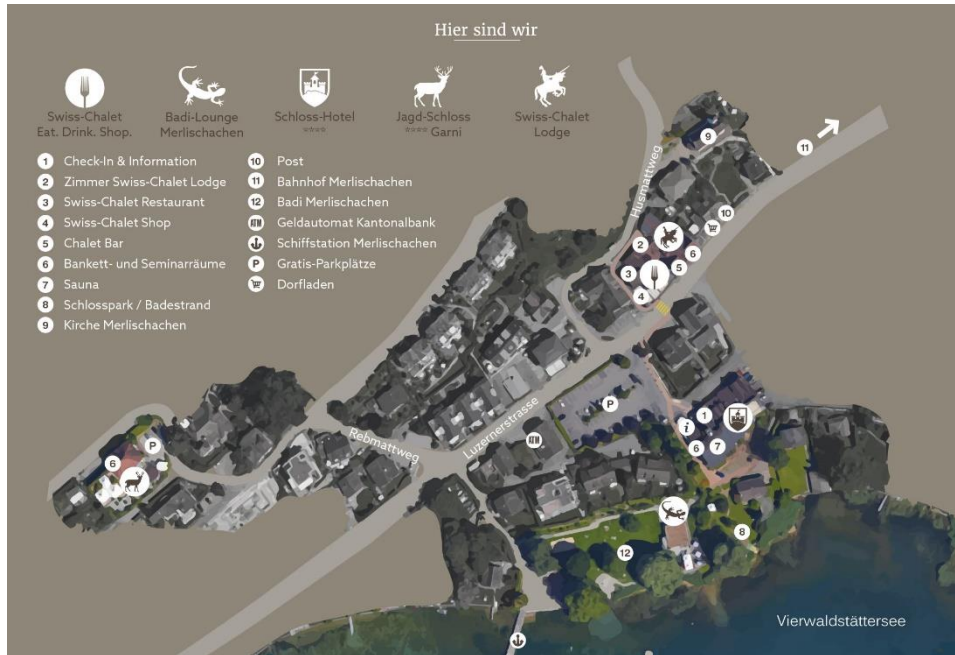 Hier sind wir
Swiss-Chalet
Eat. Drink. Shop.
Badi-Lounge
Merlischachen
Schloss-Hotel
Jagd-Schloss
Garni
Swiss-Chalet
Lodge
1 Check-In & Information
2 Zimmer Swiss-Chalet Lodge
3 Swiss-Chalet Restaurant
4 Swiss-Chalet Shop
5 Chalet Bar
6 Bankett- und Seminarräume
7 Sauna
8 Schlosspark / Badestrand
9 Kirche Merlischachen
10 Post
11 Bahnhof Merlischachen
12 Badi Merlischachen
ATM Geldautomat Kantonalbank
Schiffstation Merlischachen
P Gratis-Parkplätze
Dorfladen
9
11
Husmattweg
10
2
6
5
3
4
P
Luzernerstrasse
Rebmattweg
ATM
1
i
6
7
P
6
8
12
Vierwaldstättersee